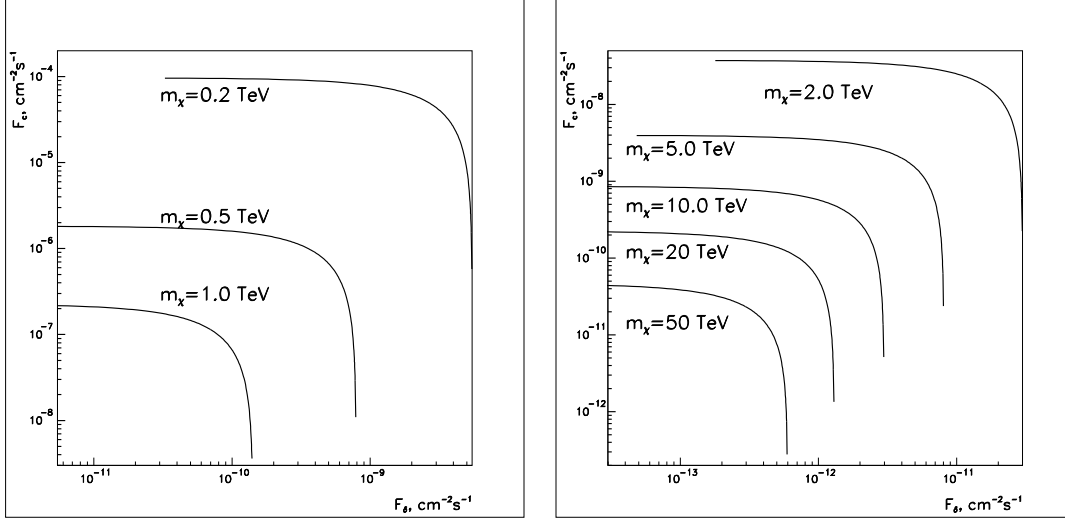 F_c, cm⁻²s⁻¹
10⁻⁴
10⁻⁵
10⁻⁶
10⁻⁷
10⁻⁸
m_χ=0.2 TeV
m_χ=0.5 TeV
m_χ=1.0 TeV
10⁻¹¹
10⁻¹⁰
10⁻⁹
F_δ, cm⁻²s⁻¹
F_c, cm⁻²s⁻¹
10⁻⁸
10⁻⁹
10⁻¹⁰
10⁻¹¹
10⁻¹²
m_χ=2.0 TeV
m_χ=5.0 TeV
m_χ=10.0 TeV
m_χ=20 TeV
m_χ=50 TeV
10⁻¹³
10⁻¹²
10⁻¹¹
F_δ, cm⁻²s⁻¹